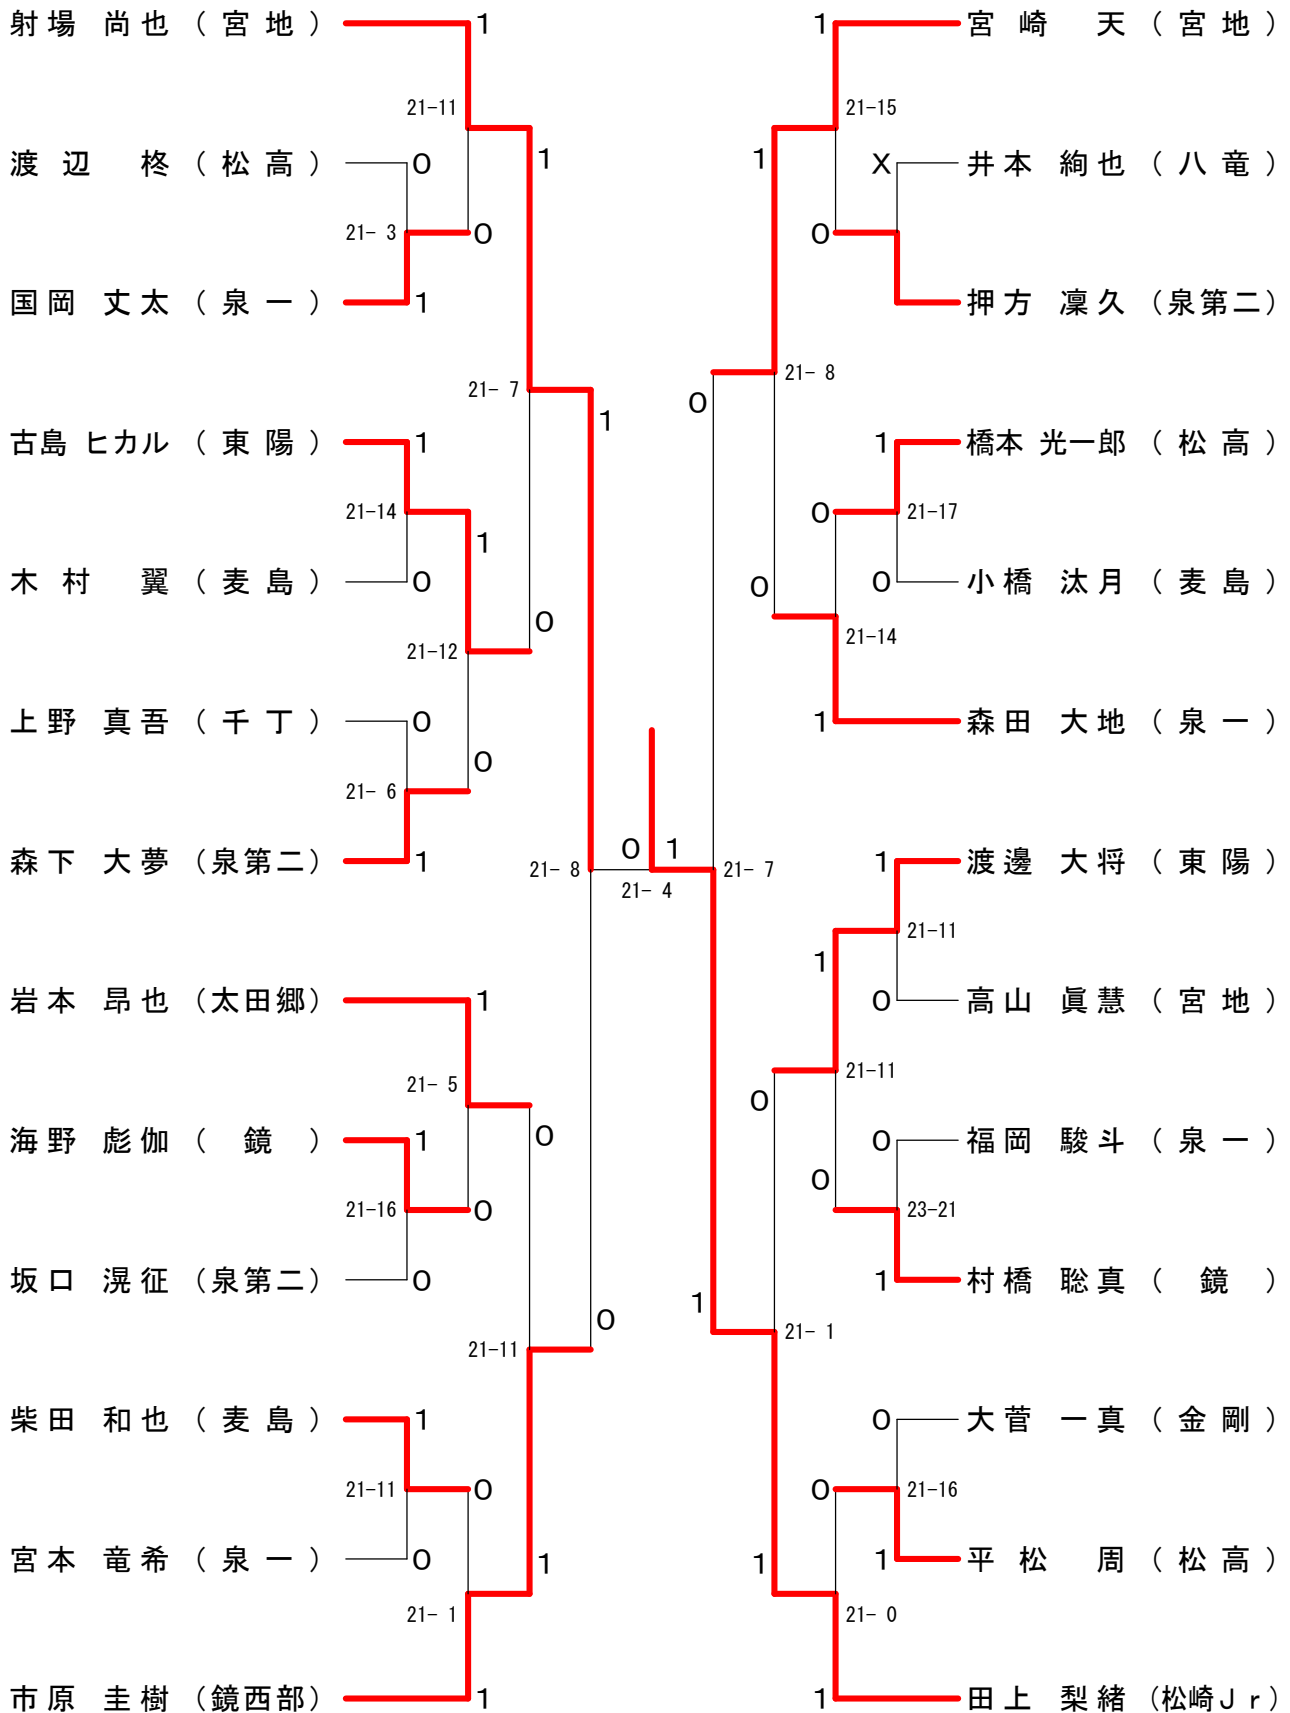 射場 尚也 ( 宮 地 ) 1 1 宮 崎 天 ( 宮 地 )
21-11 21-15
渡 辺 柊 ( 松 高 ) 0 1 1 X 井本 絢也 ( 八 竜 )
21- 3 0 0
国岡 丈太 ( 泉 一 ) 1 押方 凜久 (泉第二)
21- 7 21- 8
0
1
古島 ヒカル ( 東 陽 ) 1 1 橋本 光一郎 ( 松 高 )
21-14 0 21-17
1
木 村 翼 ( 麦 島 ) 0 0 0 小橋 汰月 ( 麦 島 )
0
21-12 21-14
上野 真吾 ( 千 丁 ) 0 1 森田 大地 ( 泉 一 )
0
21- 6
森下 大夢 (泉第二) 1 0 1 1 渡邊 大将 ( 東 陽 )
21- 8 21- 4 21- 7
21-11
1
岩本 昂也 (太田郷) 1 0 高山 眞慧 ( 宮 地 )
21- 5 21-11
0
海野 彪伽 ( 鏡 ) 1 0 0 福岡 駿斗 ( 泉 一 )
0
21-16 0 23-21
坂口 滉征 (泉第二) 0 1 村橋 聡真 ( 鏡 )
0 1
21-11 21- 1
柴田 和也 ( 麦 島 ) 1 0 大菅 一真 ( 金 剛 )
21-11 0 0 21-16
宮本 竜希 ( 泉 一 ) 0 1 1 1 平 松 周 ( 松 高 )
21- 1 21- 0
市原 圭樹 (鏡西部) 1 1 田上 梨緒 (松崎Jr)